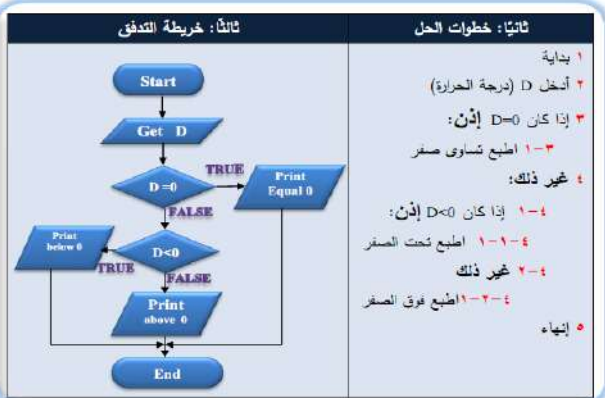 ثانيًا: خطوات الحل
١ بداية
٢ أدخل D (درجة الحرارة)
٣ إذا كان D=0 إذن:
٣-١ اطبع تساوى صفر
٤ غير ذلك:
٤-١ إذا كان D<0 إذن:
٤-١-١ اطبع تحت الصفر
٤-٢ غير ذلك
٤-٢-١ اطبع فوق الصفر
٥ إنهاء
ثالثًا: خريطة التدفق
Start
Get D
D =0
TRUE
Print
Equal 0
FALSE
D<0
TRUE
Print
below 0
FALSE
Print
above 0
End